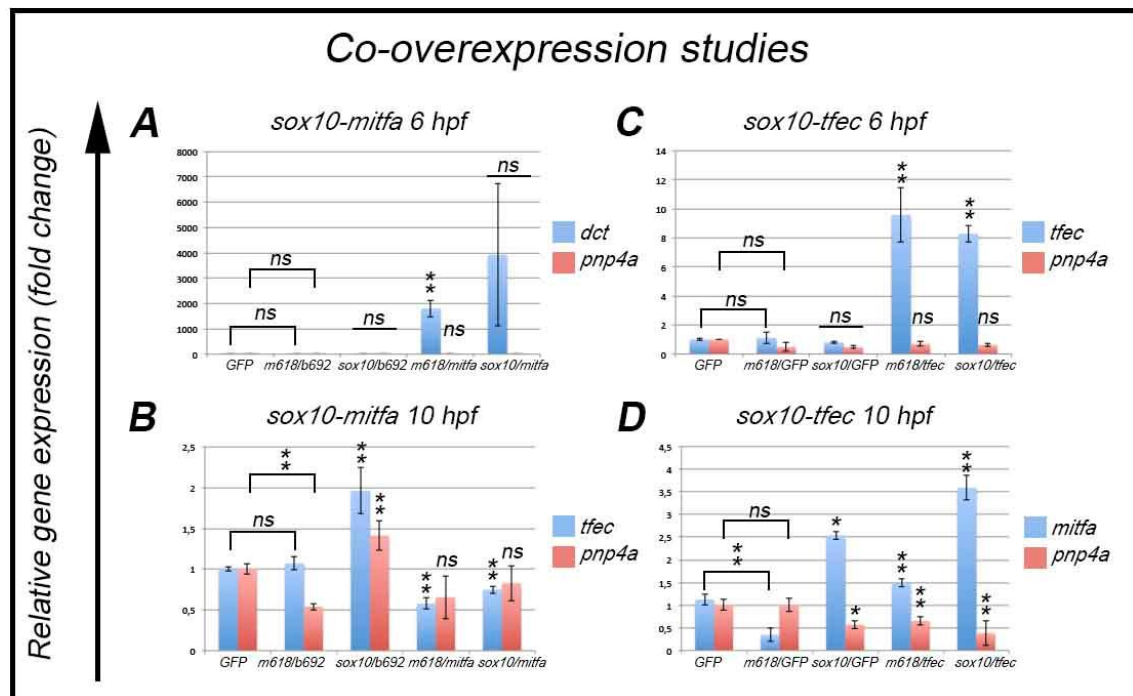 Co-overexpression studies
Relative gene expression (fold change)
A
sox10-mitfa 6 hpf
8000
7000
6000
5000
4000
3000
2000
1000
0
ns
ns
ns
**
ns
ns
GFP m618/b692 sox10/b692 m618/mitfa sox10/mitfa
dct
pnp4a
C
sox10-tfec 6 hpf
14
12
10
8
6
4
2
0
ns
ns
ns
**
ns
**
ns
GFP m618/GFP sox10/GFP m618/tfec sox10/tfec
tfec
pnp4a
B
sox10-mitfa 10 hpf
2,5
2
1,5
1
0,5
0
**
ns
**
**
**
ns
**
ns
GFP m618/b692 sox10/b692 m618/mitfa sox10/mitfa
tfec
pnp4a
D
sox10-tfec 10 hpf
4,5
4
3,5
3
2,5
2
1,5
1
0,5
0
ns
**
*
*
**
**
**
**
GFP m618/GFP sox10/GFP m618/tfec sox10/tfec
mitfa
pnp4a